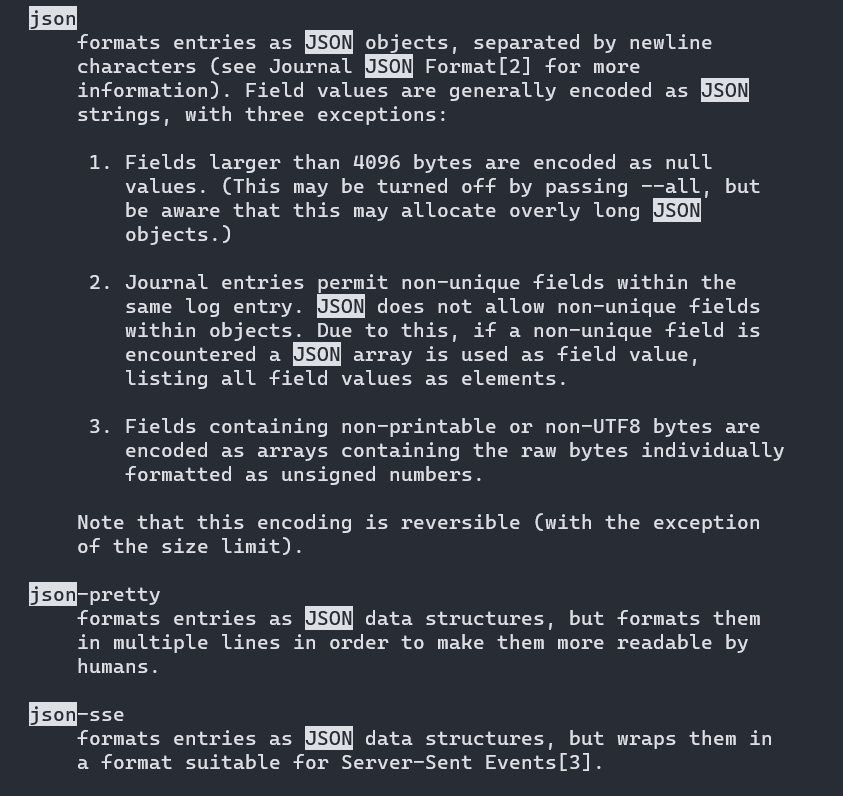 json
formats entries as JSON objects, separated by newline
characters (see Journal JSON Format[2] for more
information). Field values are generally encoded as JSON
strings, with three exceptions:
1. Fields larger than 4096 bytes are encoded as null
values. (This may be turned off by passing --all, but
be aware that this may allocate overly long JSON
objects.)
2. Journal entries permit non-unique fields within the
same log entry. JSON does not allow non-unique fields
within objects. Due to this, if a non-unique field is
encountered a JSON array is used as field value,
listing all field values as elements.
3. Fields containing non-printable or non-UTF8 bytes are
encoded as arrays containing the raw bytes individually
formatted as unsigned numbers.
Note that this encoding is reversible (with the exception
of the size limit).
json-pretty
formats entries as JSON data structures, but formats them
in multiple lines in order to make them more readable by
humans.
json-sse
formats entries as JSON data structures, but wraps them in
a format suitable for Server-Sent Events[3].